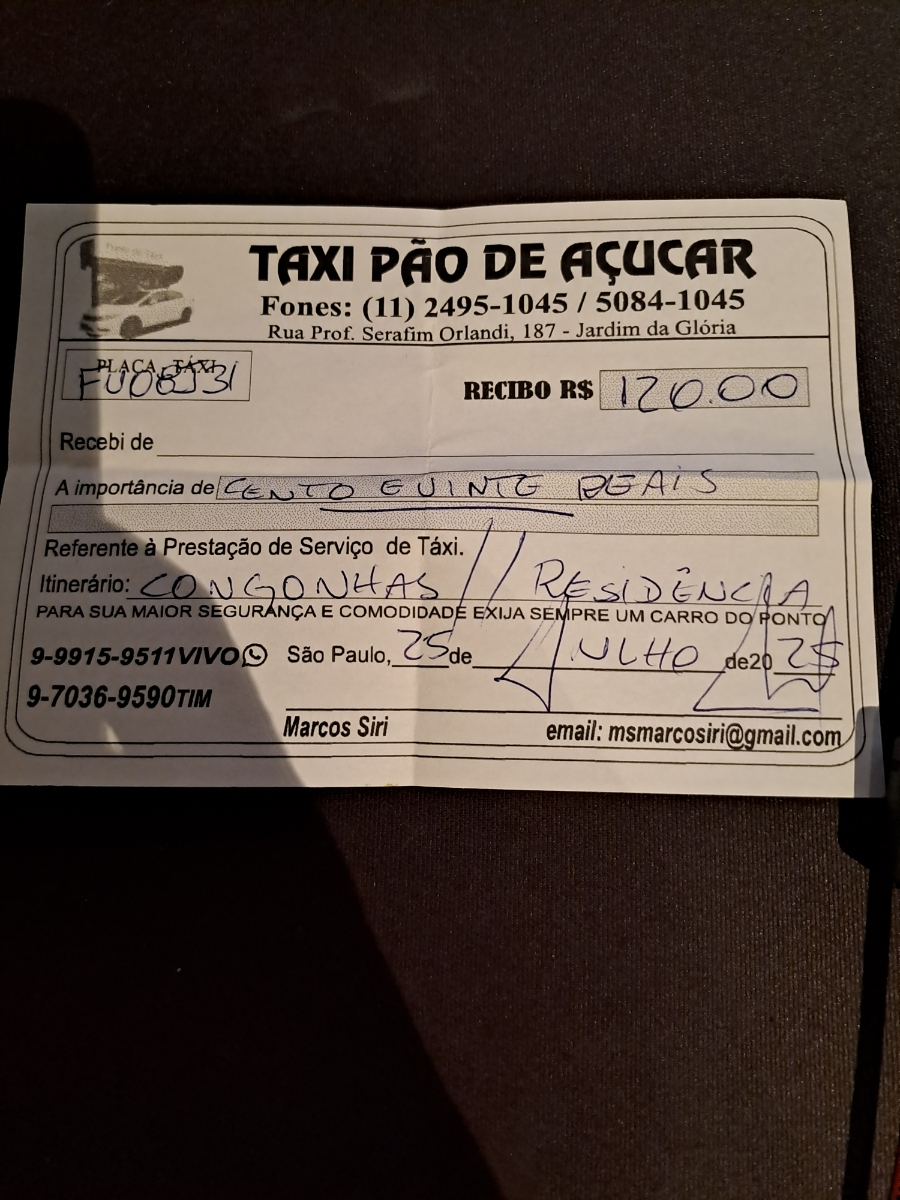 TAXI PÃO DE AÇUCAR
Fones: (11) 2495-1045 / 5084-1045
Rua Prof. Serafim Orlandi, 187 - Jardim da Glória
PLACA TÁXI
RECIBO R$ 120.00
Recebi de
A importância de CENTO E VINTE REAIS
Referente à Prestação de Serviço de Táxi.
Itinerário: CONGONHAS // RESIDÊNCIA
PARA SUA MAIOR SEGURANÇA E COMODIDADE EXIJA SEMPRE UM CARRO DO PONTO
9-9915-9511VIVO São Paulo, 25 de JULHO de20 25
9-7036-9590TIM
Marcos Siri email: msmarcosiri@gmail.com